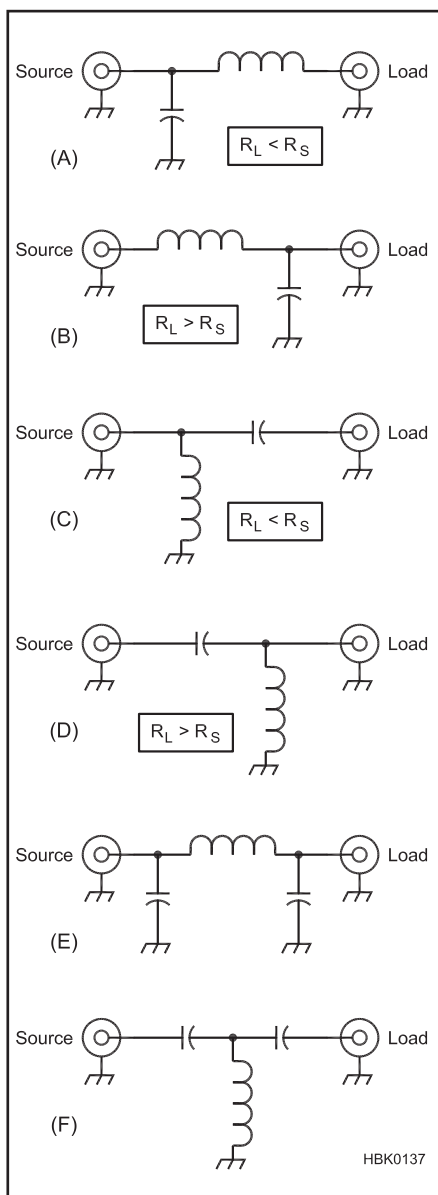 Source Load
(A) R_L < R_S
Source Load
(B) R_L > R_S
Source Load
(C) R_L < R_S
Source Load
(D) R_L > R_S
Source Load
(E)
Source Load
(F)
HBK0137